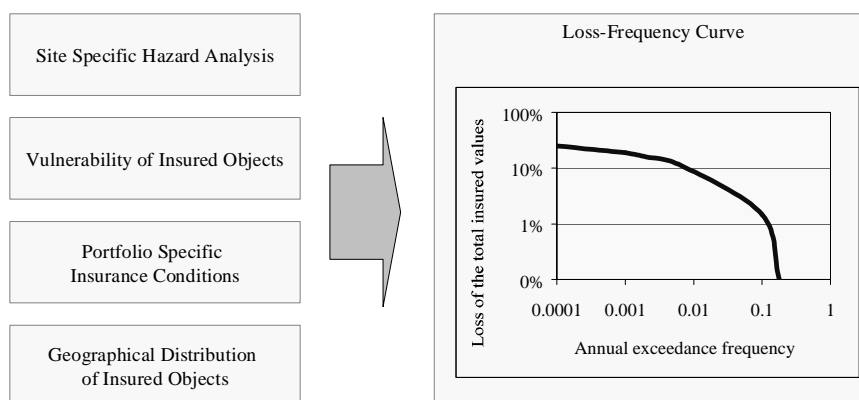 Site Specific Hazard Analysis
Vulnerability of Insured Objects
Portfolio Specific
Insurance Conditions
Geographical Distribution
of Insured Objects
Loss-Frequency Curve
Loss of the total insured values
100%
10%
1%
0%
0.0001
0.001
0.01
0.1
1
Annual exceedance frequency